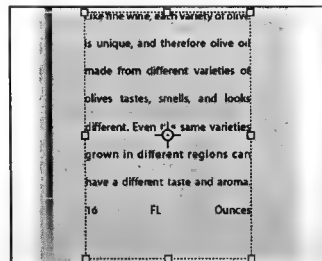 Like fine wine, each variety of olive
is unique, and therefore olive oil
made from different varieties of
olives tastes, smells, and looks
different. Even the same varieties
grown in different regions can
have a different taste and aroma.
16 FL Ounces